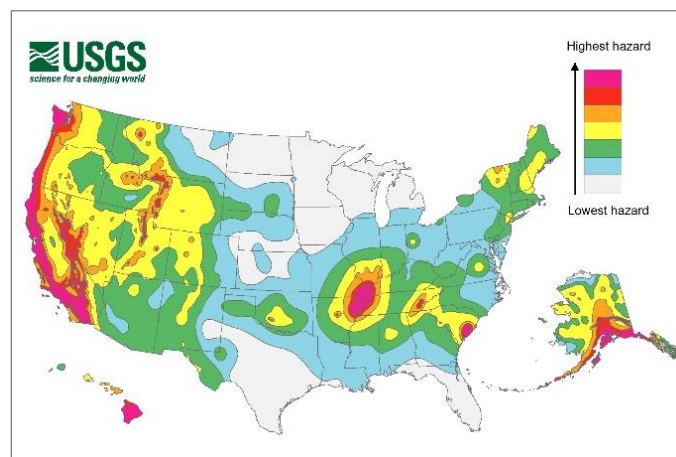 USGS
science for a changing world
Highest hazard
Lowest hazard